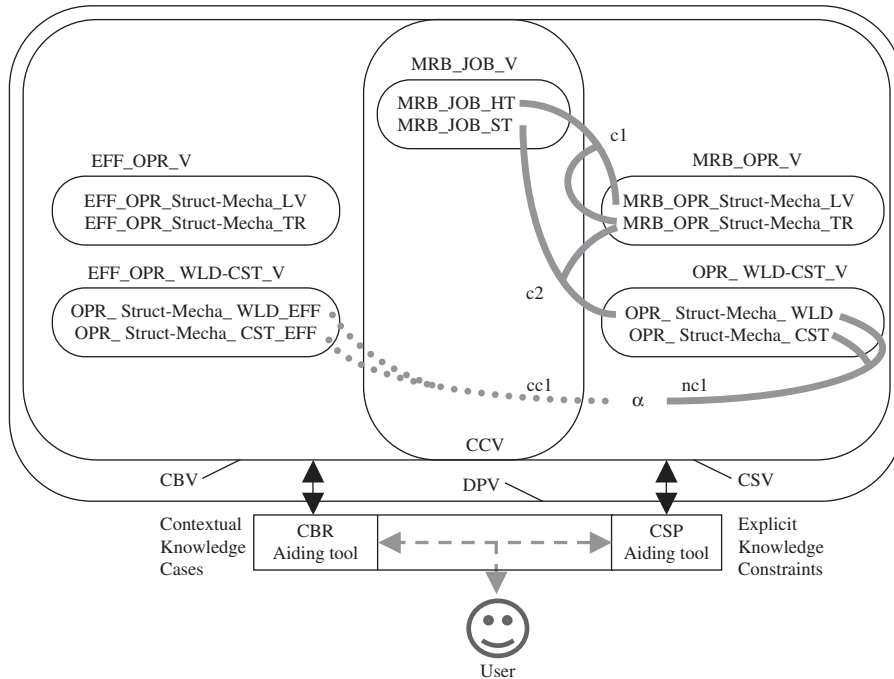 MRB_JOB_V
MRB_JOB_HT
MRB_JOB_ST
c1
EFF_OPR_V
MRB_OPR_V
EFF_OPR_Struct-Mecha_LV
EFF_OPR_Struct-Mecha_TR
MRB_OPR_Struct-Mecha_LV
MRB_OPR_Struct-Mecha_TR
EFF_OPR_ WLD-CST_V
c2
OPR_ WLD-CST_V
OPR_ Struct-Mecha_ WLD_EFF
OPR_ Struct-Mecha_ CST_EFF
OPR_ Struct-Mecha_ WLD
OPR_ Struct-Mecha_ CST
cc1
α
nc1
CCV
CBV
DPV
CSV
Contextual
Knowledge
Cases
CBR
Aiding tool
CSP
Aiding tool
Explicit
Knowledge
Constraints
User